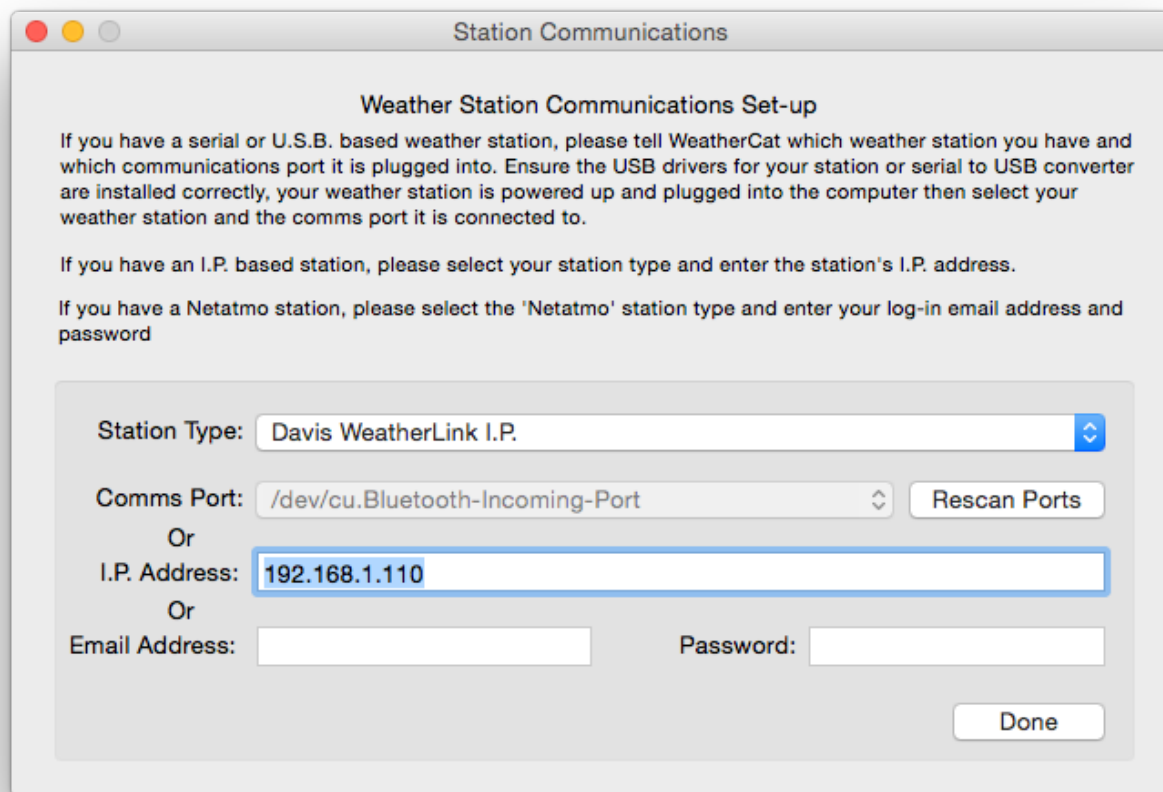 Station Communications
Weather Station Communications Set-up
If you have a serial or U.S.B. based weather station, please tell WeatherCat which weather station you have and
which communications port it is plugged into. Ensure the USB drivers for your station or serial to USB converter
are installed correctly, your weather station is powered up and plugged into the computer then select your
weather station and the comms port it is connected to.
If you have an I.P. based station, please select your station type and enter the station's I.P. address.
If you have a Netatmo station, please select the 'Netatmo' station type and enter your log-in email address and
password
Station Type: Davis WeatherLink I.P.
Comms Port: /dev/cu.Bluetooth-Incoming-Port Rescan Ports
Or
I.P. Address: 192.168.1.110
Or
Email Address: Password:
Done